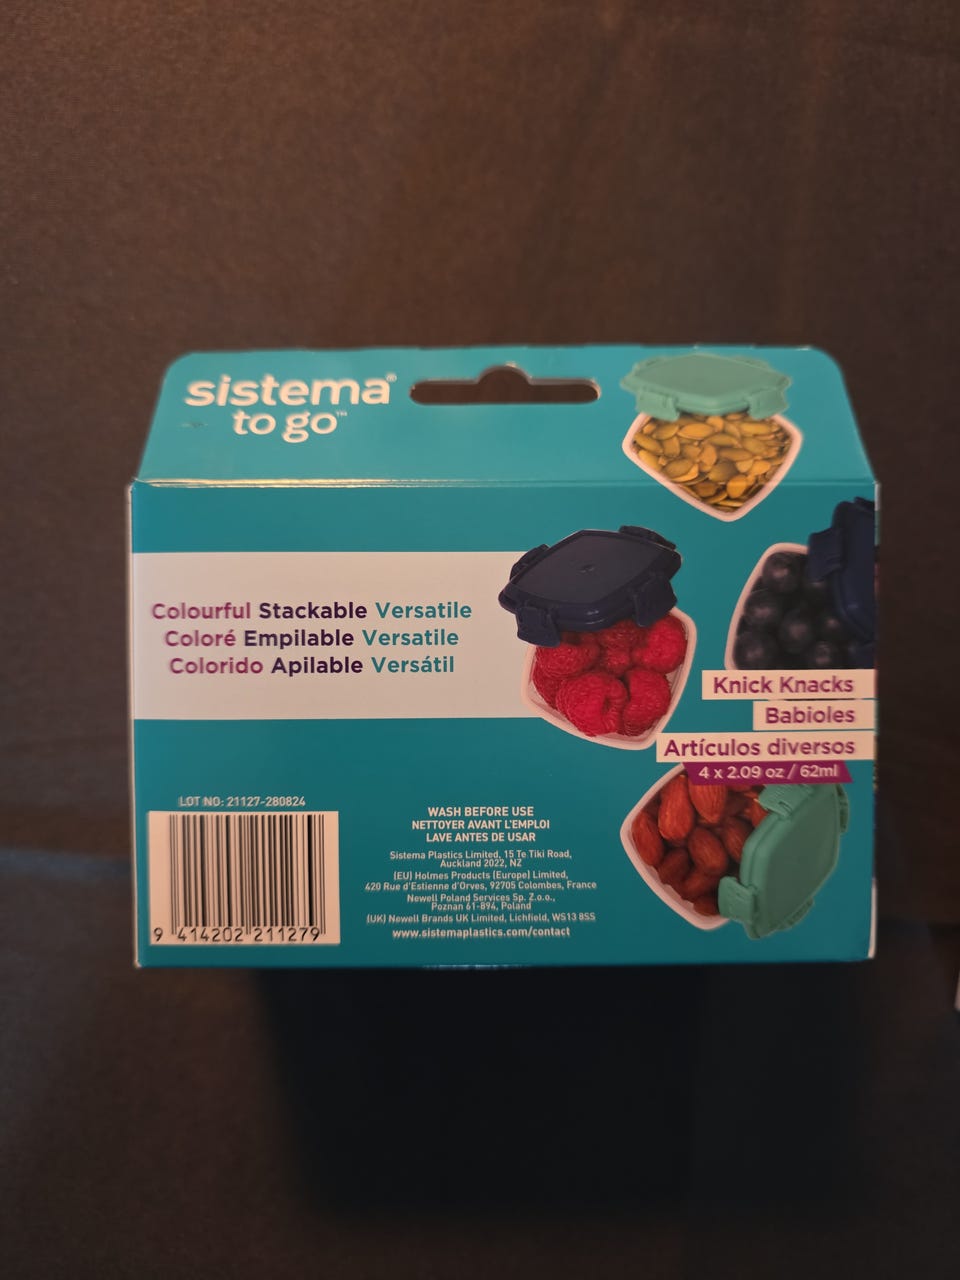 sistema®
to go™
Colourful Stackable Versatile
Coloré Empilable Versatile
Colorido Apilable Versátil
Knick Knacks
Babioles
Artículos diversos
4 x 2.09 oz / 62ml
LOT NO: 21127-280824
9 414202 211279
WASH BEFORE USE
NETTOYER AVANT L'EMPLOI
LAVE ANTES DE USAR
Sistema Plastics Limited, 15 Te Tiki Road,
Auckland 2022, NZ
(EU) Holmes Products (Europe) Limited,
420 Rue d'Estienne d'Orves, 92705 Colombes, France
Newell Poland Services Sp. Z.o.o.,
Poznan 61-894, Poland
(UK) Newell Brands UK Limited, Lichfield, WS13 8SS
www.sistemaplastics.com/contact